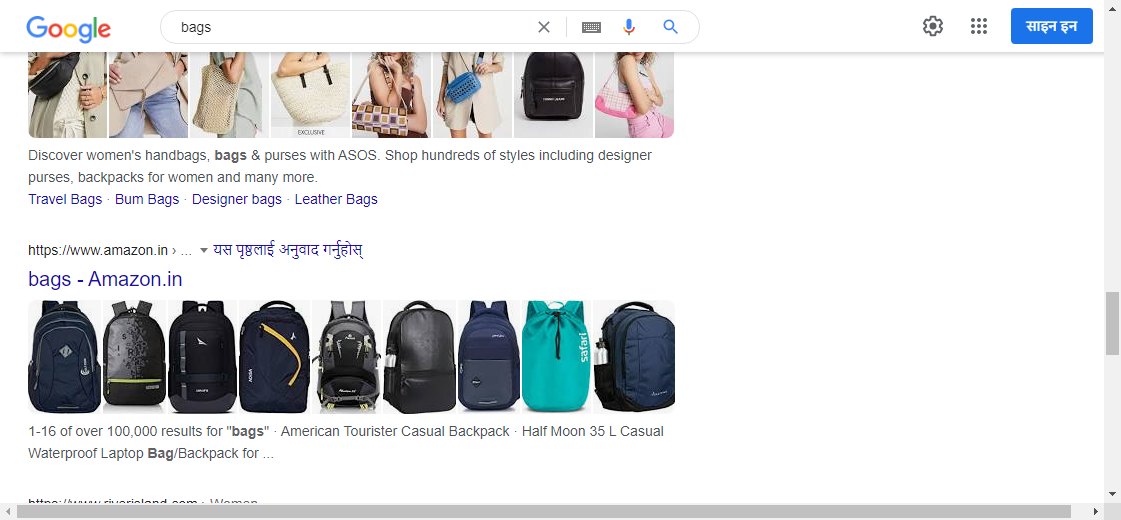 Google
bags
साइन इन
EXCLUSIVE
TOMMY JEANS
Discover women's handbags, bags & purses with ASOS. Shop hundreds of styles including designer
purses, backpacks for women and many more.
Travel Bags · Bum Bags · Designer bags · Leather Bags
https://www.amazon.in › ... यस पृष्ठलाई अनुवाद गर्नुहोस्
bags - Amazon.in
safari
1-16 of over 100,000 results for "bags" · American Tourister Casual Backpack · Half Moon 35 L Casual
Waterproof Laptop Bag/Backpack for ...
https://www.riverisland.com › Women